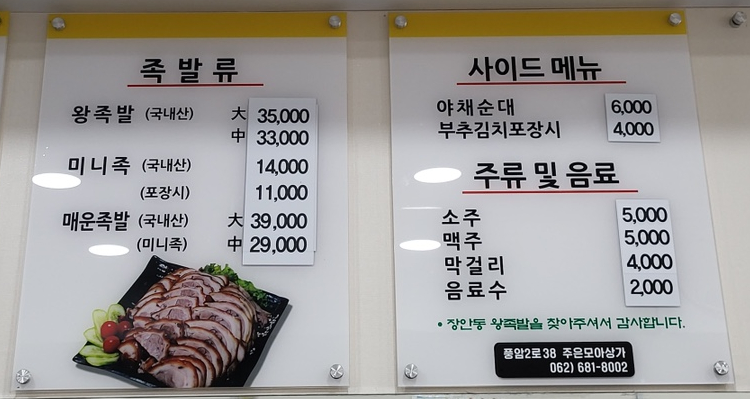 족발류
왕족발 (국내산) 大 35,000
中 33,000
미니족 (국내산) 14,000
(포장시) 11,000
매운족발 (국내산) 大 39,000
(미니족) 中 29,000
사이드 메뉴
야채순대 6,000
부추김치포장시 4,000
주류 및 음료
소주 5,000
맥주 5,000
막걸리 4,000
음료수 2,000
• 장안동 왕족발을 찾아주셔서 감사합니다.
풍암2로38 주은모아상가
062) 681-8002